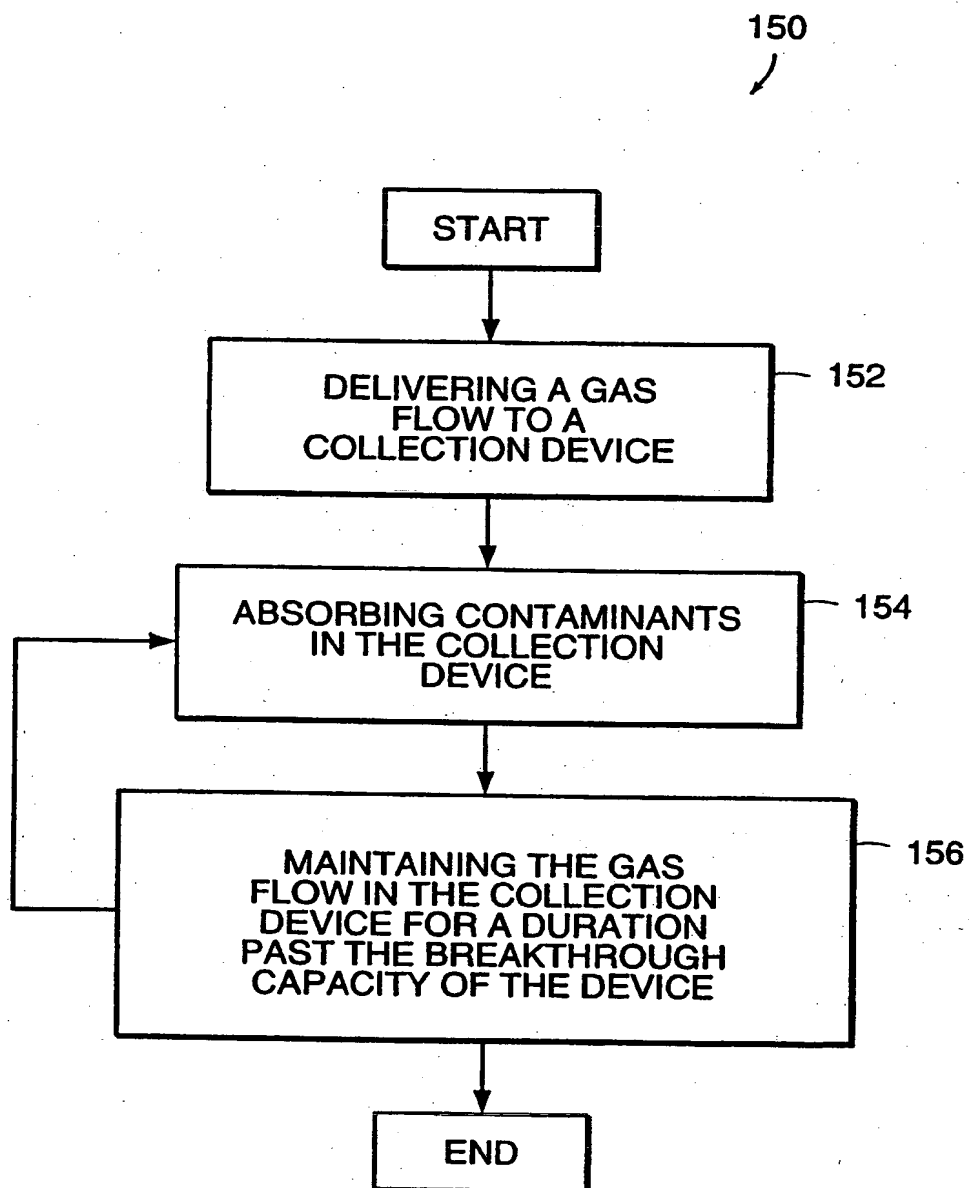 150
START
DELIVERING A GAS
FLOW TO A
COLLECTION DEVICE
152
ABSORBING CONTAMINANTS
IN THE COLLECTION
DEVICE
154
MAINTAINING THE GAS
FLOW IN THE COLLECTION
DEVICE FOR A DURATION
PAST THE BREAKTHROUGH
CAPACITY OF THE DEVICE
156
END